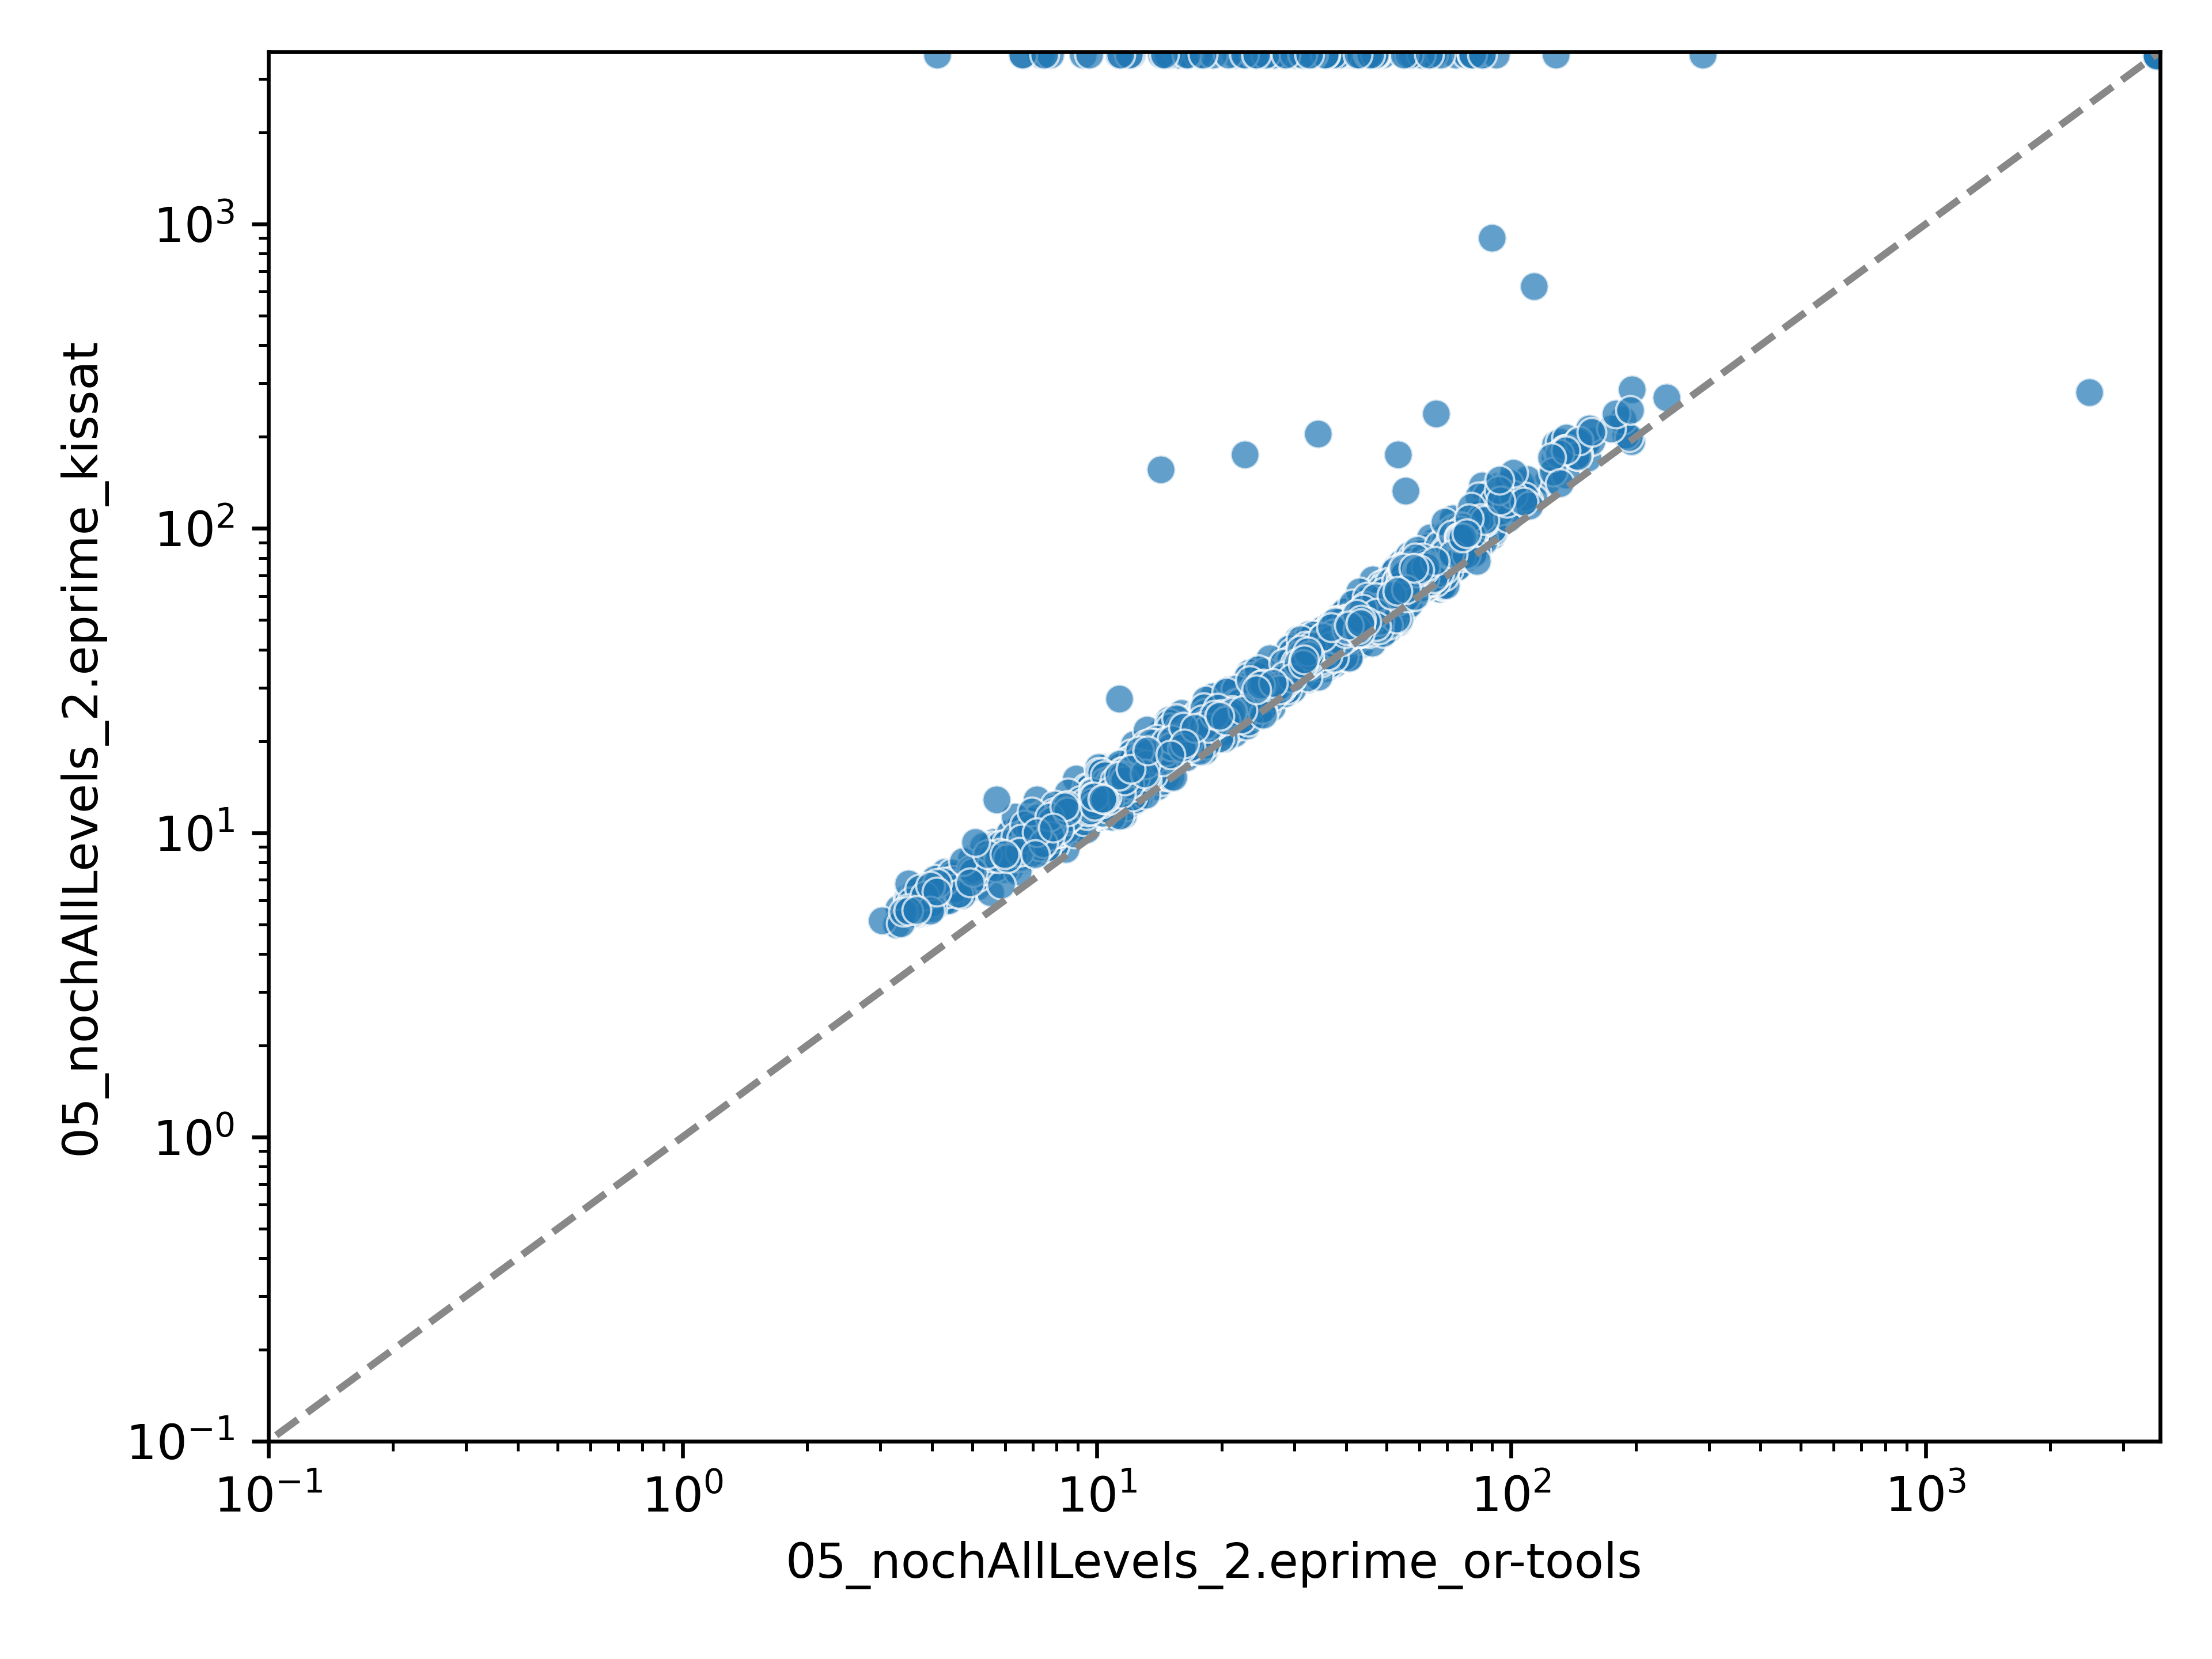 10³
10²
10¹
10⁰
10⁻¹
05_nochAllLevels_2.eprime_kissat
10⁻¹ 10⁰ 10¹ 10² 10³
05_nochAllLevels_2.eprime_or-tools